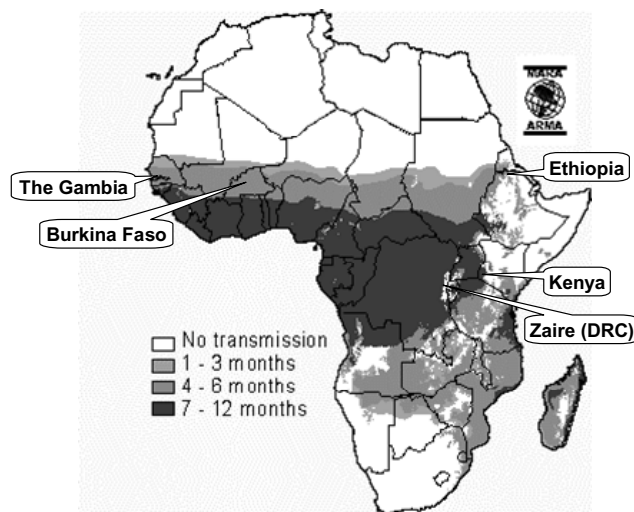 MARA
ARMA
Ethiopia
The Gambia
Burkina Faso
Kenya
Zaire (DRC)
No transmission
1 - 3 months
4 - 6 months
7 - 12 months